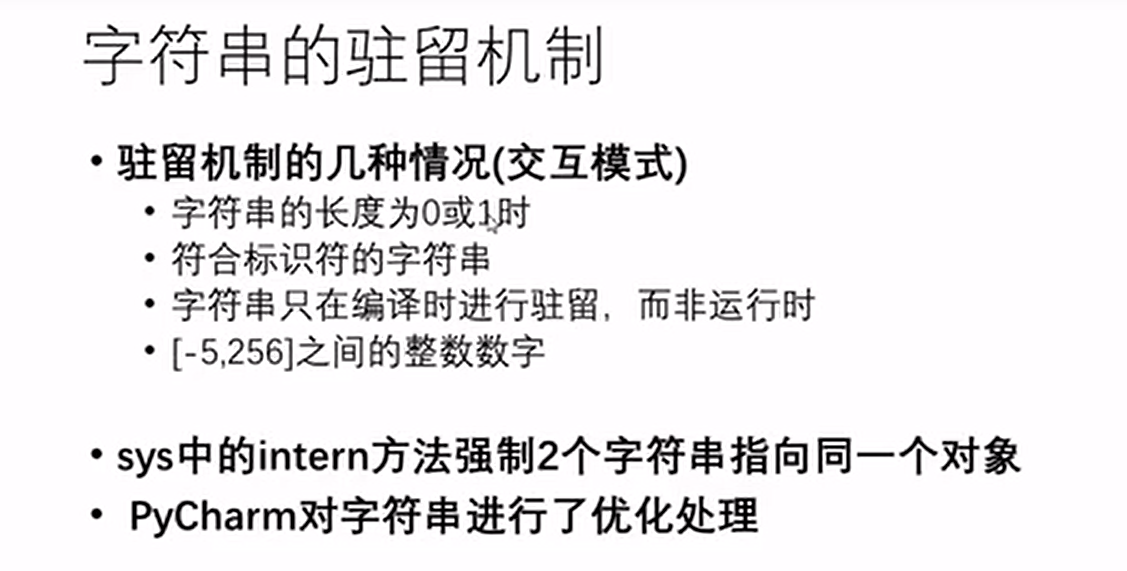 字符串的驻留机制
• 驻留机制的几种情况(交互模式)
• 字符串的长度为0或1时
• 符合标识符的字符串
• 字符串只在编译时进行驻留，而非运行时
• [-5,256]之间的整数数字
• sys中的intern方法强制2个字符串指向同一个对象
• PyCharm对字符串进行了优化处理